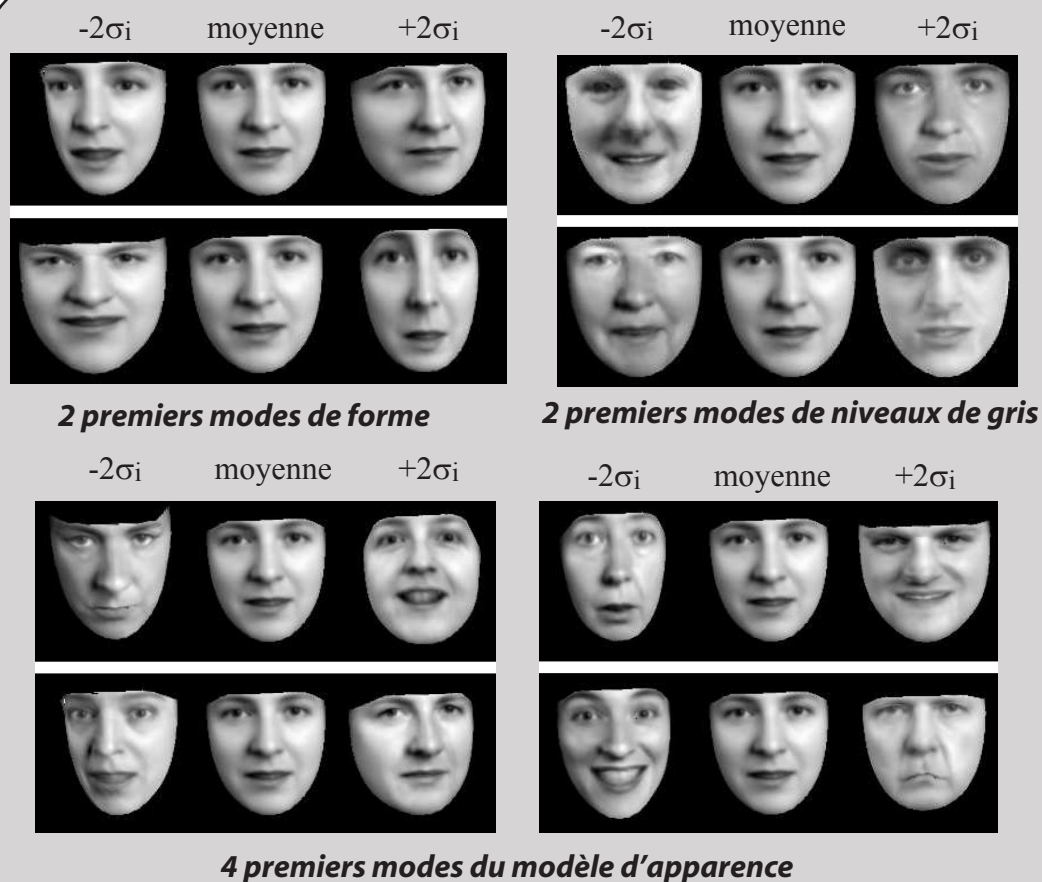 -2σi moyenne +2σi
-2σi moyenne +2σi
2 premiers modes de forme
2 premiers modes de niveaux de gris
-2σi moyenne +2σi
-2σi moyenne +2σi
4 premiers modes du modèle d’apparence